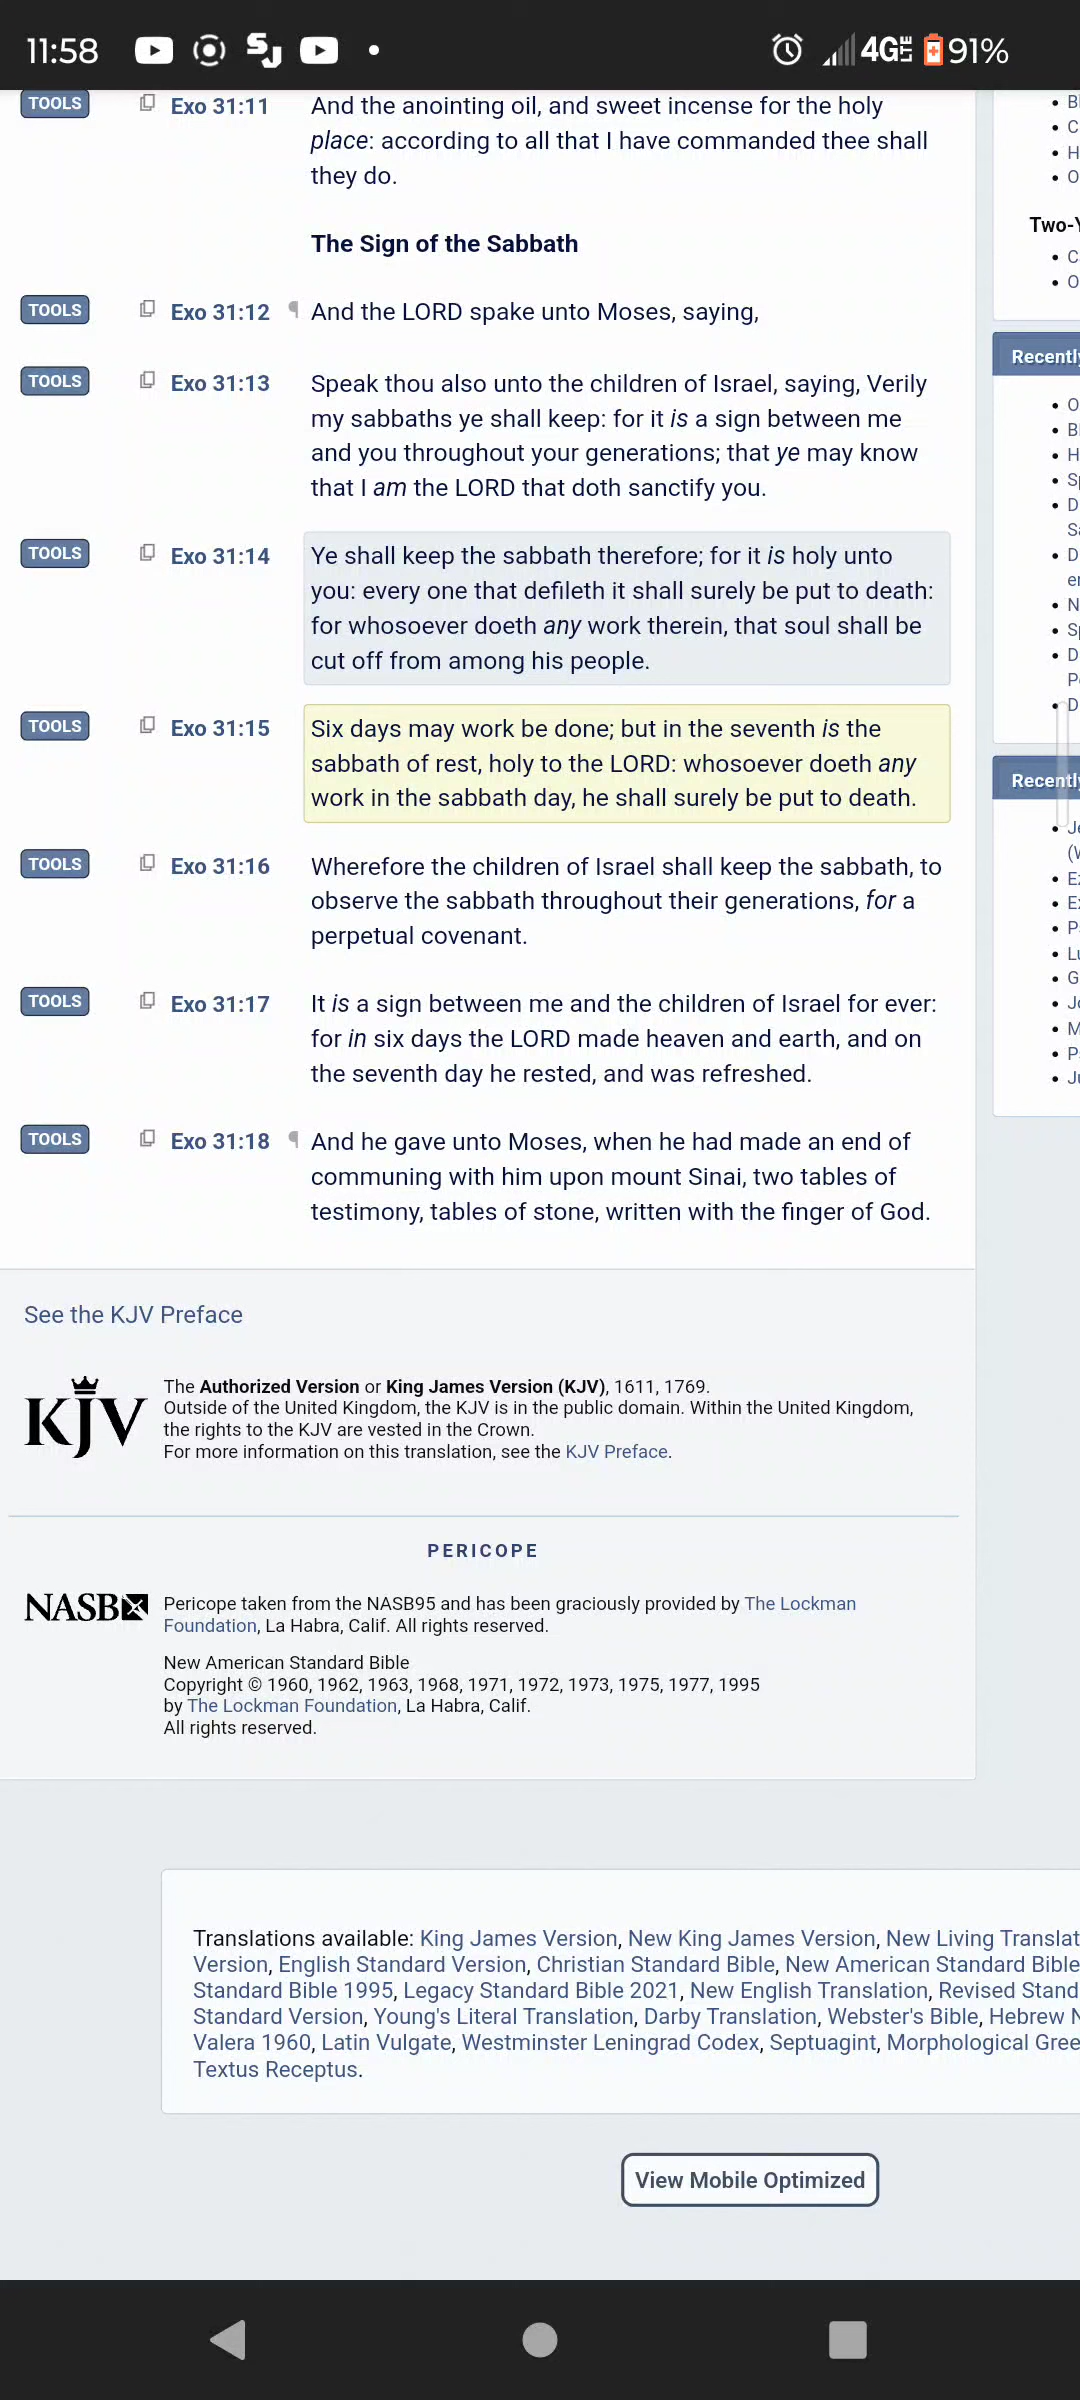 11:58 4G LTE 91%
TOOLS Exo 31:11 And the anointing oil, and sweet incense for the holy
place: according to all that I have commanded thee shall
they do.
The Sign of the Sabbath
TOOLS Exo 31:12 ¶ And the LORD spake unto Moses, saying,
TOOLS Exo 31:13 Speak thou also unto the children of Israel, saying, Verily
my sabbaths ye shall keep: for it is a sign between me
and you throughout your generations; that ye may know
that I am the LORD that doth sanctify you.
TOOLS Exo 31:14 Ye shall keep the sabbath therefore; for it is holy unto
you: every one that defileth it shall surely be put to death:
for whosoever doeth any work therein, that soul shall be
cut off from among his people.
TOOLS Exo 31:15 Six days may work be done; but in the seventh is the
sabbath of rest, holy to the LORD: whosoever doeth any
work in the sabbath day, he shall surely be put to death.
TOOLS Exo 31:16 Wherefore the children of Israel shall keep the sabbath, to
observe the sabbath throughout their generations, for a
perpetual covenant.
TOOLS Exo 31:17 It is a sign between me and the children of Israel for ever:
for in six days the LORD made heaven and earth, and on
the seventh day he rested, and was refreshed.
TOOLS Exo 31:18 ¶ And he gave unto Moses, when he had made an end of
communing with him upon mount Sinai, two tables of
testimony, tables of stone, written with the finger of God.
Two-Y
Recently
Recently
See the KJV Preface
KJV
The Authorized Version or King James Version (KJV), 1611, 1769.
Outside of the United Kingdom, the KJV is in the public domain. Within the United Kingdom,
the rights to the KJV are vested in the Crown.
For more information on this translation, see the KJV Preface.
PERICOPE
NASB
Pericope taken from the NASB95 and has been graciously provided by The Lockman
Foundation, La Habra, Calif. All rights reserved.
New American Standard Bible
Copyright © 1960, 1962, 1963, 1968, 1971, 1972, 1973, 1975, 1977, 1995
by The Lockman Foundation, La Habra, Calif.
All rights reserved.
Translations available: King James Version, New King James Version, New Living Translat
Version, English Standard Version, Christian Standard Bible, New American Standard Bible
Standard Bible 1995, Legacy Standard Bible 2021, New English Translation, Revised Stand
Standard Version, Young's Literal Translation, Darby Translation, Webster's Bible, Hebrew N
Valera 1960, Latin Vulgate, Westminster Leningrad Codex, Septuagint, Morphological Gree
Textus Receptus.
View Mobile Optimized